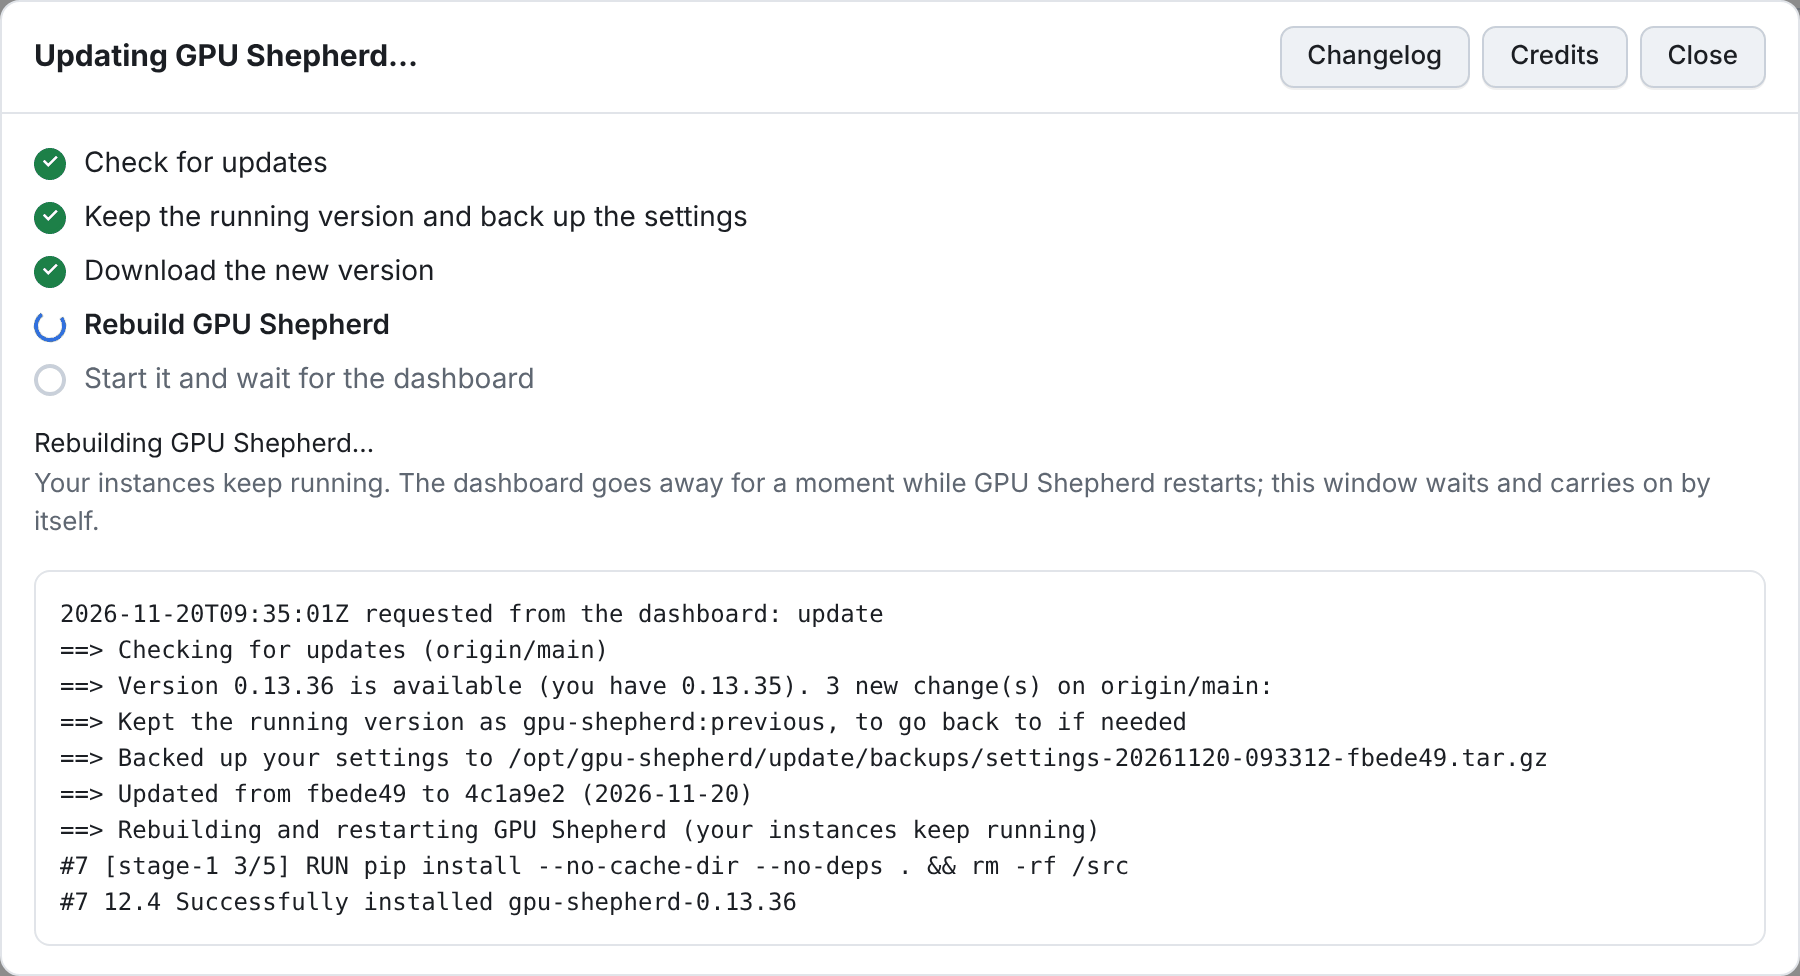 Updating GPU Shepherd...
Changelog
Credits
Close
Check for updates
Keep the running version and back up the settings
Download the new version
Rebuild GPU Shepherd
Start it and wait for the dashboard
Rebuilding GPU Shepherd...
Your instances keep running. The dashboard goes away for a moment while GPU Shepherd restarts; this window waits and carries on by
itself.
2026-11-20T09:35:01Z requested from the dashboard: update
==> Checking for updates (origin/main)
==> Version 0.13.36 is available (you have 0.13.35). 3 new change(s) on origin/main:
==> Kept the running version as gpu-shepherd:previous, to go back to if needed
==> Backed up your settings to /opt/gpu-shepherd/update/backups/settings-20261120-093312-fbede49.tar.gz
==> Updated from fbede49 to 4c1a9e2 (2026-11-20)
==> Rebuilding and restarting GPU Shepherd (your instances keep running)
#7 [stage-1 3/5] RUN pip install --no-cache-dir --no-deps . && rm -rf /src
#7 12.4 Successfully installed gpu-shepherd-0.13.36